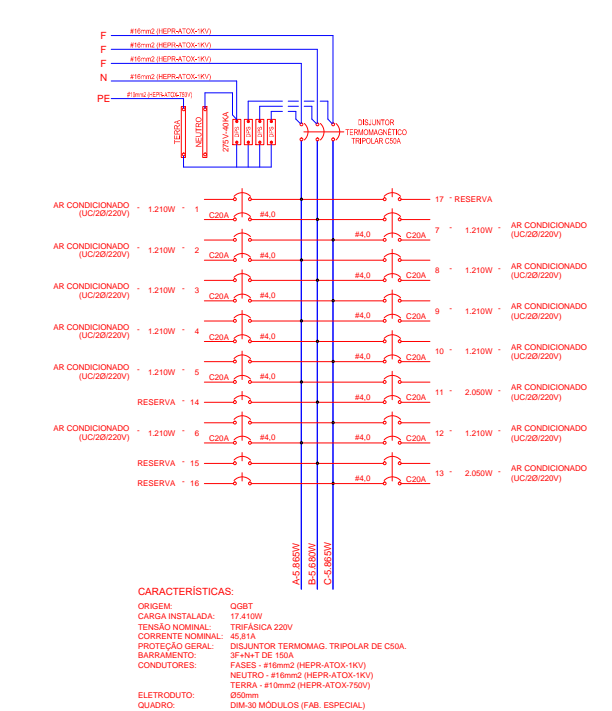 F #16mm2 (HEPR-ATOX-1KV)
F #16mm2 (HEPR-ATOX-1KV)
F #16mm2 (HEPR-ATOX-1KV)
N #16mm2 (HEPR-ATOX-1KV)
PE #10mm2 (HEPR-ATOX-750V)
TERRA
NEUTRO
275V-40KA
DPS
DPS
DPS
DPS
DISJUNTOR
TERMOMAGNÉTICO
TRIPOLAR C50A
AR CONDICIONADO
(UC/2Ø/220V)
- 1.210W - 1
C20A #4,0
17 - RESERVA
#4,0 C20A
7 - 1.210W -
AR CONDICIONADO
(UC/2Ø/220V)
AR CONDICIONADO
(UC/2Ø/220V)
- 1.210W - 2
C20A #4,0
#4,0 C20A
8 - 1.210W -
AR CONDICIONADO
(UC/2Ø/220V)
AR CONDICIONADO
(UC/2Ø/220V)
- 1.210W - 3
C20A #4,0
#4,0 C20A
9 - 1.210W -
AR CONDICIONADO
(UC/2Ø/220V)
AR CONDICIONADO
(UC/2Ø/220V)
- 1.210W - 4
C20A #4,0
#4,0 C20A
10 - 1.210W -
AR CONDICIONADO
(UC/2Ø/220V)
AR CONDICIONADO
(UC/2Ø/220V)
- 1.210W - 5
C20A #4,0
#4,0 C20A
11 - 2.050W -
AR CONDICIONADO
(UC/2Ø/220V)
RESERVA - 14
AR CONDICIONADO
(UC/2Ø/220V)
- 1.210W - 6
C20A #4,0
#4,0 C20A
12 - 1.210W -
AR CONDICIONADO
(UC/2Ø/220V)
RESERVA - 15
RESERVA - 16
#4,0 C20A
13 - 2.050W -
AR CONDICIONADO
(UC/2Ø/220V)
A-5.865W
B-5.680W
C-5.865W
CARACTERÍSTICAS:
ORIGEM: QGBT
CARGA INSTALADA: 17.410W
TENSÃO NOMINAL: TRIFÁSICA 220V
CORRENTE NOMINAL: 45,81A
PROTEÇÃO GERAL: DISJUNTOR TERMOMAG. TRIPOLAR DE C50A.
BARRAMENTO: 3F+N+T DE 150A
CONDUTORES: FASES - #16mm2 (HEPR-ATOX-1KV)
NEUTRO - #16mm2 (HEPR-ATOX-1KV)
TERRA - #10mm2 (HEPR-ATOX-750V)
ELETRODUTO: Ø50mm
QUADRO: DIM-30 MÓDULOS (FAB. ESPECIAL)